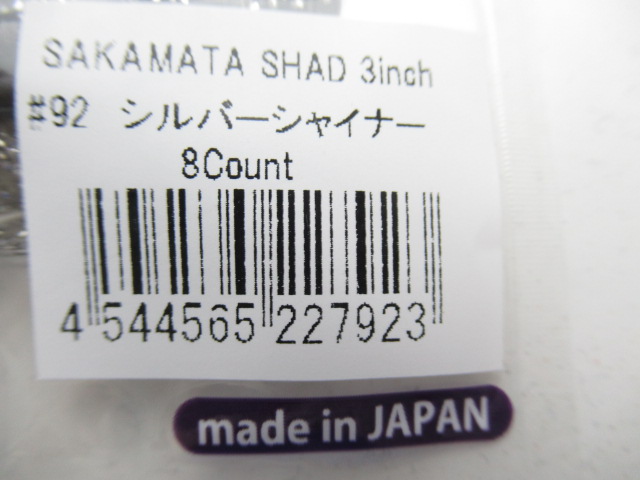 SAKAMATA SHAD 3inch
#92 シルバーシャイナー
8Count
4 544565 227923
made in JAPAN